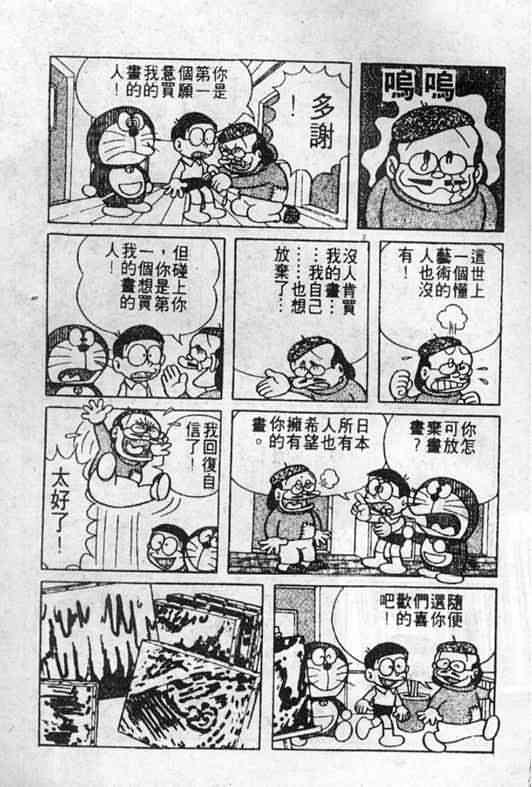 嗚嗚
多謝!
你是
第一
個願
意買
我的
畫的
人!
這世上
一個懂
藝術的
人也沒
有!
沒人肯買
我的畫…
…我自己
……也想
放棄了…
但碰上你
,你是第
一個想買
我的畫的
人!
你怎
可放
棄畫
畫?
日本
所有
人也
希望
擁有
你的
畫。
我回復自
信了!
太好了!
隨便
選你
們喜
歡的
吧!